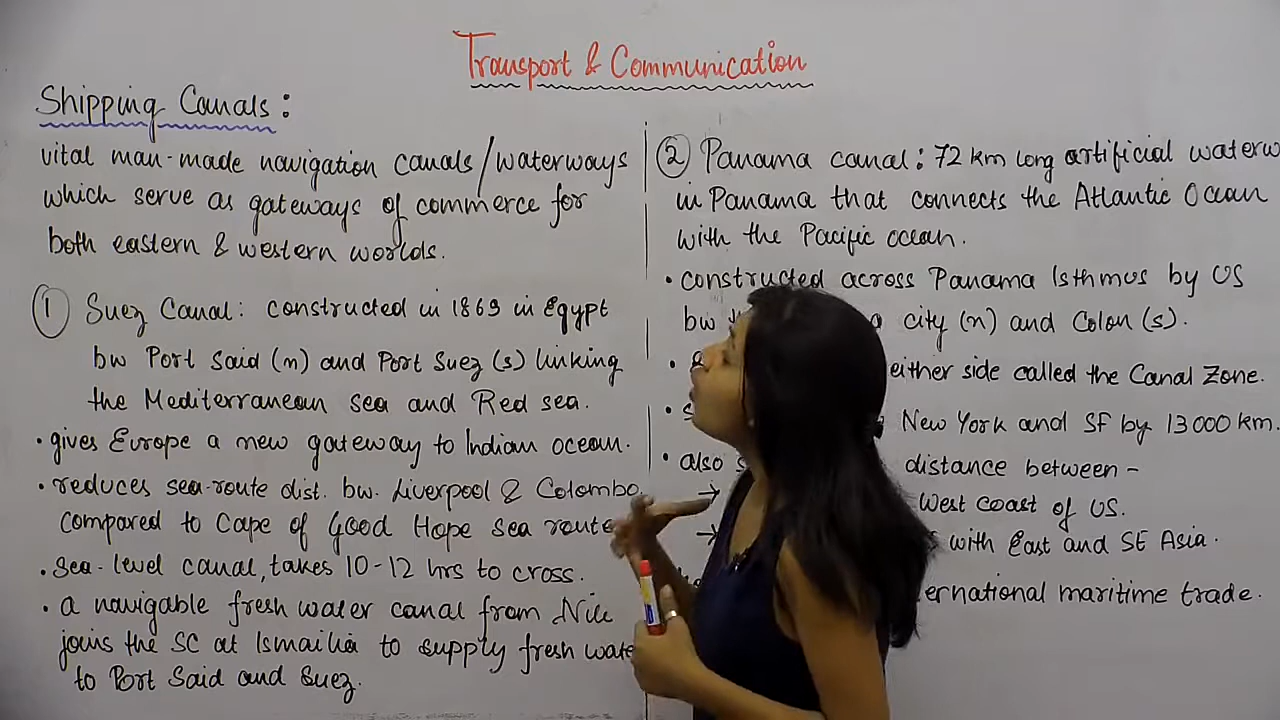 Transport & Communication
Shipping Canals:
vital man-made navigation canals/waterways
which serve as gateways of commerce for
both eastern & western worlds.
① Suez Canal: constructed in 1869 in Egypt
bw Port Said (n) and Port Suez (s) linking
the Mediterranean sea and Red sea.
• gives Europe a new gateway to Indian ocean.
• reduces sea-route dist. bw. Liverpool & Colombo
compared to Cape of Good Hope sea route
• Sea-level canal, takes 10-12 hrs to cross.
• a navigable fresh water canal from Nile
joins the SC at Ismailia to supply fresh wate
to Port Said and Suez.
② Panama canal: 72 km long artificial waterw
in Panama that connects the Atlantic Ocean
with the Pacific ocean.
• constructed across Panama Isthmus by US
bw city (n) and Colon (s).
• either side called the Canal Zone.
• New York and SF by 13000 km.
• also distance between -
→ West coast of US.
→ with East and SE Asia.
ernational maritime trade.